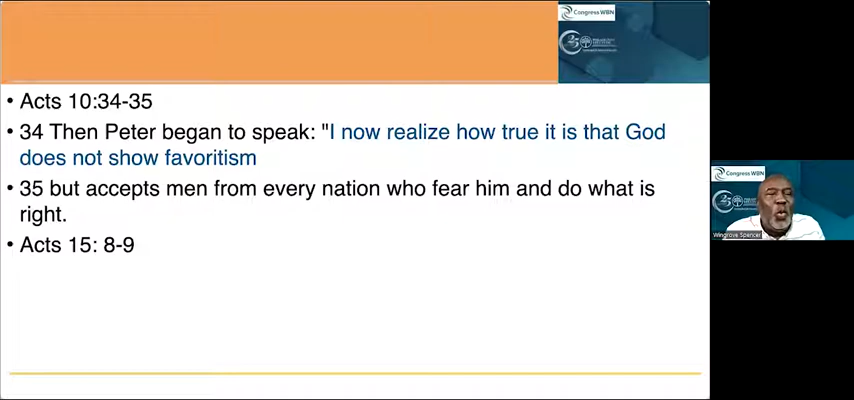 Congress WBN
25
• Acts 10:34-35
• 34 Then Peter began to speak: "I now realize how true it is that God
does not show favoritism
• 35 but accepts men from every nation who fear him and do what is
right.
• Acts 15: 8-9
Congress WBN
25
Wingrove Spencer